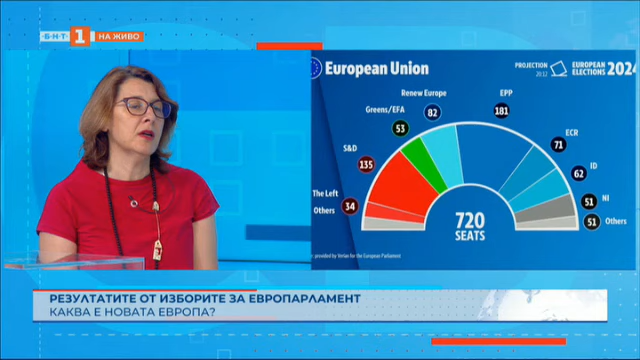 БНТ 1 НА ЖИВО
European Union
PROJECTION
20:12
EUROPEAN
ELECTIONS 2024
Renew Europe
82
EPP
181
Greens/EFA
53
ECR
71
S&D
135
ID
62
The Left
34
NI
51
Others
Others
51
720
SEATS
provided by Verian for the European Parliament
РЕЗУЛТАТИТЕ ОТ ИЗБОРИТЕ ЗА ЕВРОПАРЛАМЕНТ
КАКВА Е НОВАТА ЕВРОПА?